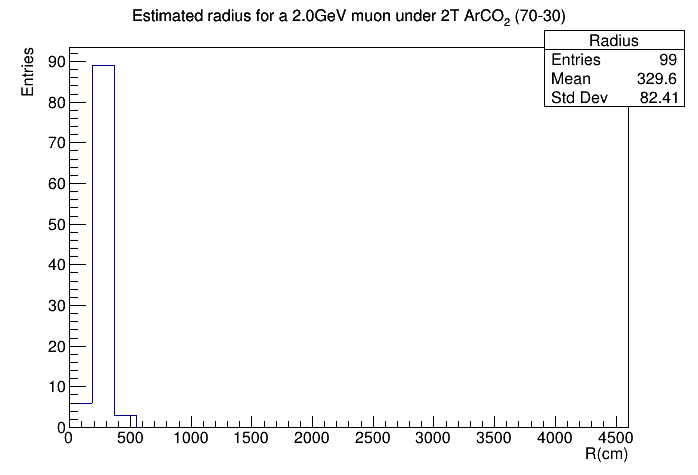 Estimated radius for a 2.0GeV muon under 2T ArCO₂ (70-30)
Radius
Entries 99
Mean 329.6
Std Dev 82.41
Entries
90
80
70
60
50
40
30
20
10
0
0 500 1000 1500 2000 2500 3000 3500 4000 4500
R(cm)